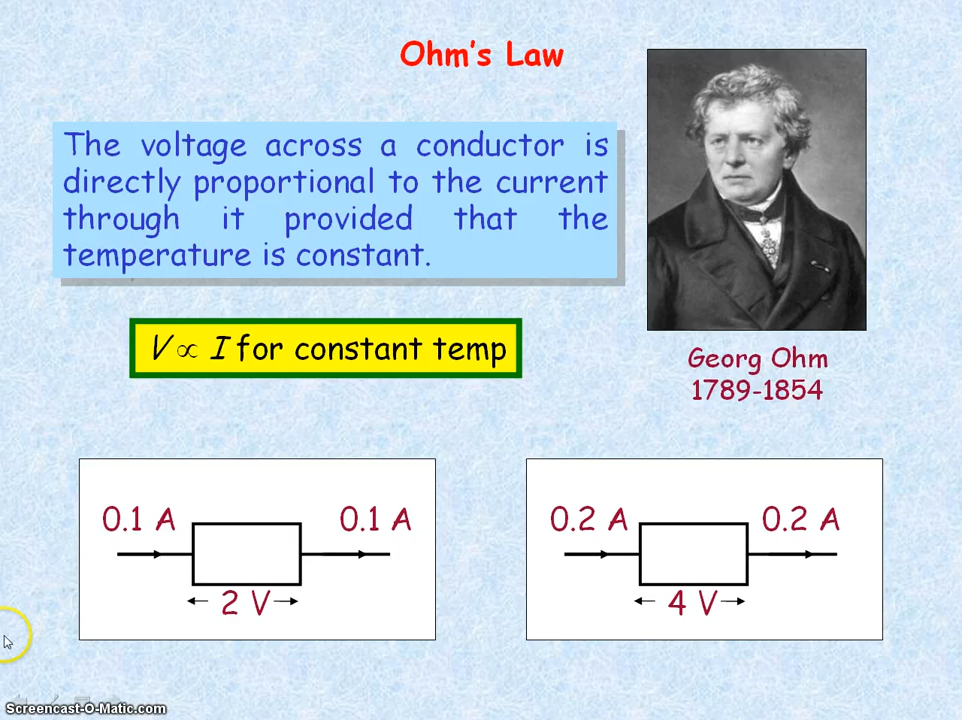 Ohm's Law
The voltage across a conductor is
directly proportional to the current
through it provided that the
temperature is constant.
V ∝ I for constant temp
Georg Ohm
1789-1854
0.1 A 0.1 A
2 V
0.2 A 0.2 A
4 V
Screencast-O-Matic.com